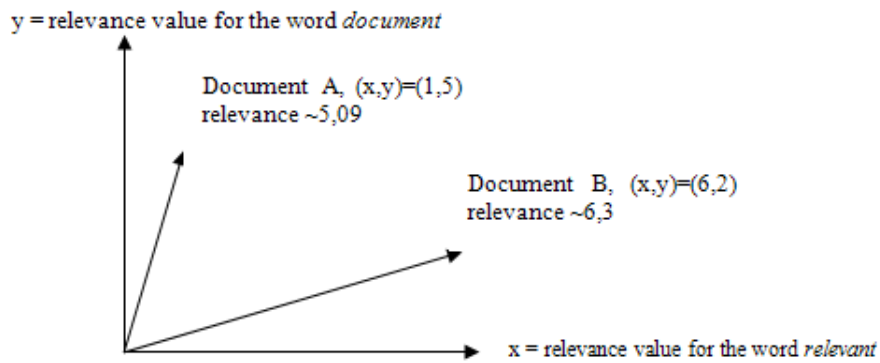 y = relevance value for the word document
Document A, (x,y)=(1,5)
relevance ~5,09
Document B, (x,y)=(6,2)
relevance ~6,3
x = relevance value for the word relevant